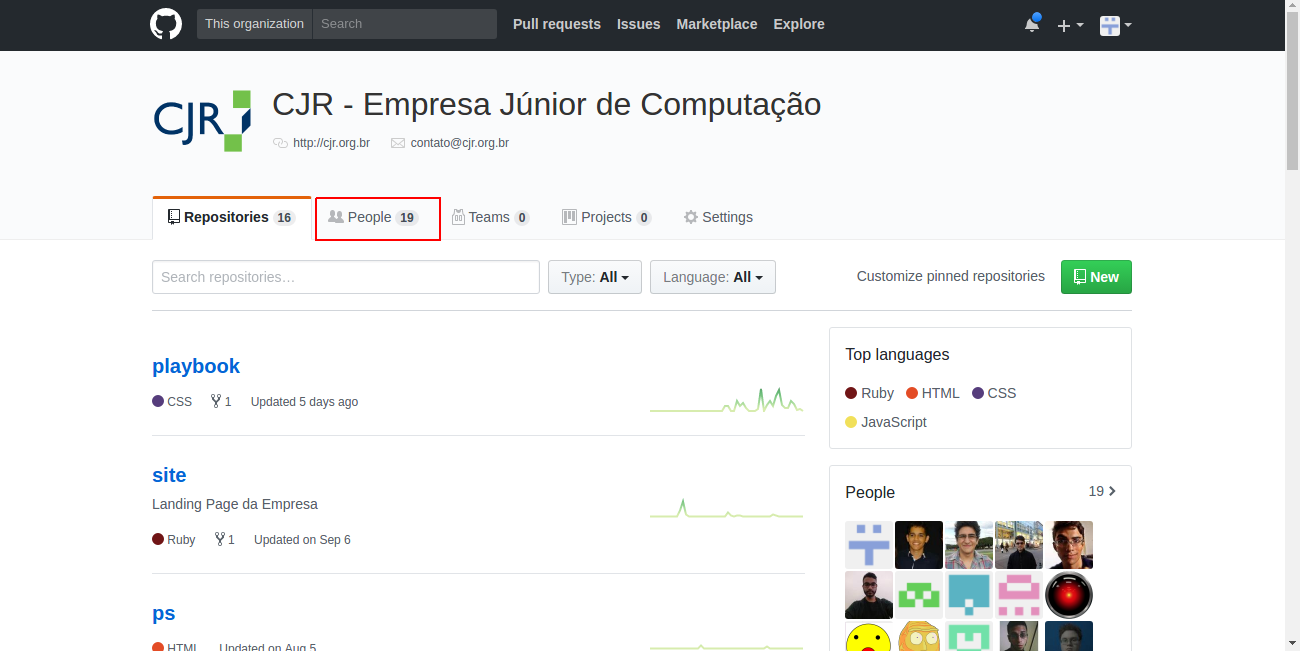 This organization Search Pull requests Issues Marketplace Explore
CJR
CJR - Empresa Júnior de Computação
http://cjr.org.br contato@cjr.org.br
Repositories 16 People 19 Teams 0 Projects 0 Settings
Search repositories… Type: All Language: All Customize pinned repositories New
playbook
CSS 1 Updated 5 days ago
site
Landing Page da Empresa
Ruby 1 Updated on Sep 6
ps
HTML Updated on Aug 5
Top languages
Ruby HTML CSS
JavaScript
People 19